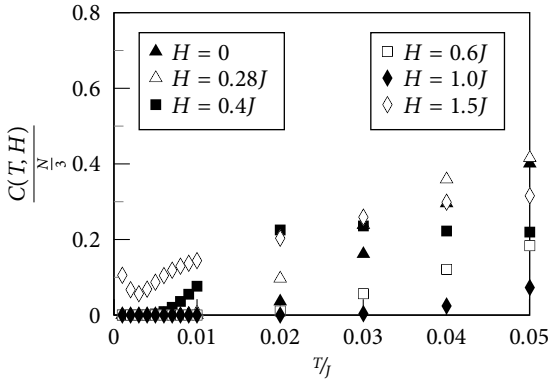 0.8
0.6
0.4
0.2
0
C(T, H)
N
3
H = 0
H = 0.28J
H = 0.4J
H = 0.6J
H = 1.0J
H = 1.5J
0 0.01 0.02 0.03 0.04 0.05
T/J